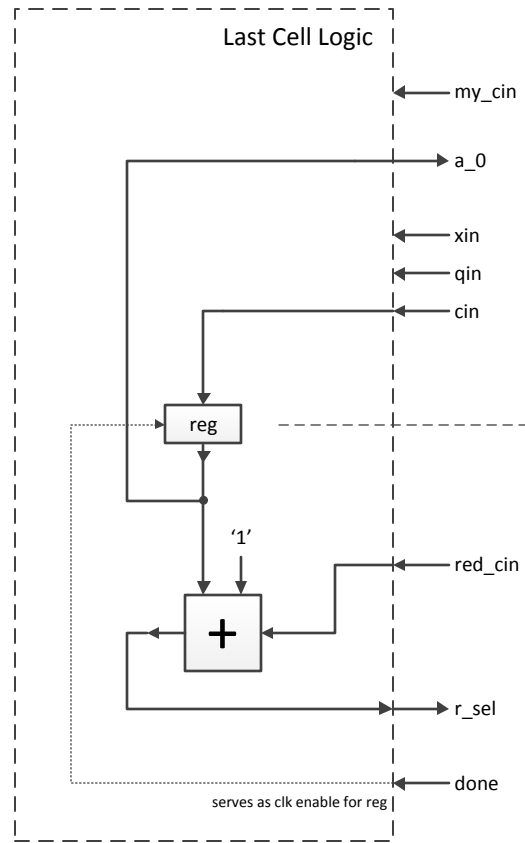 Last Cell Logic
my_cin
a_0
xin
qin
cin
reg
‘1’
red_cin
+
r_sel
done
serves as clk enable for reg